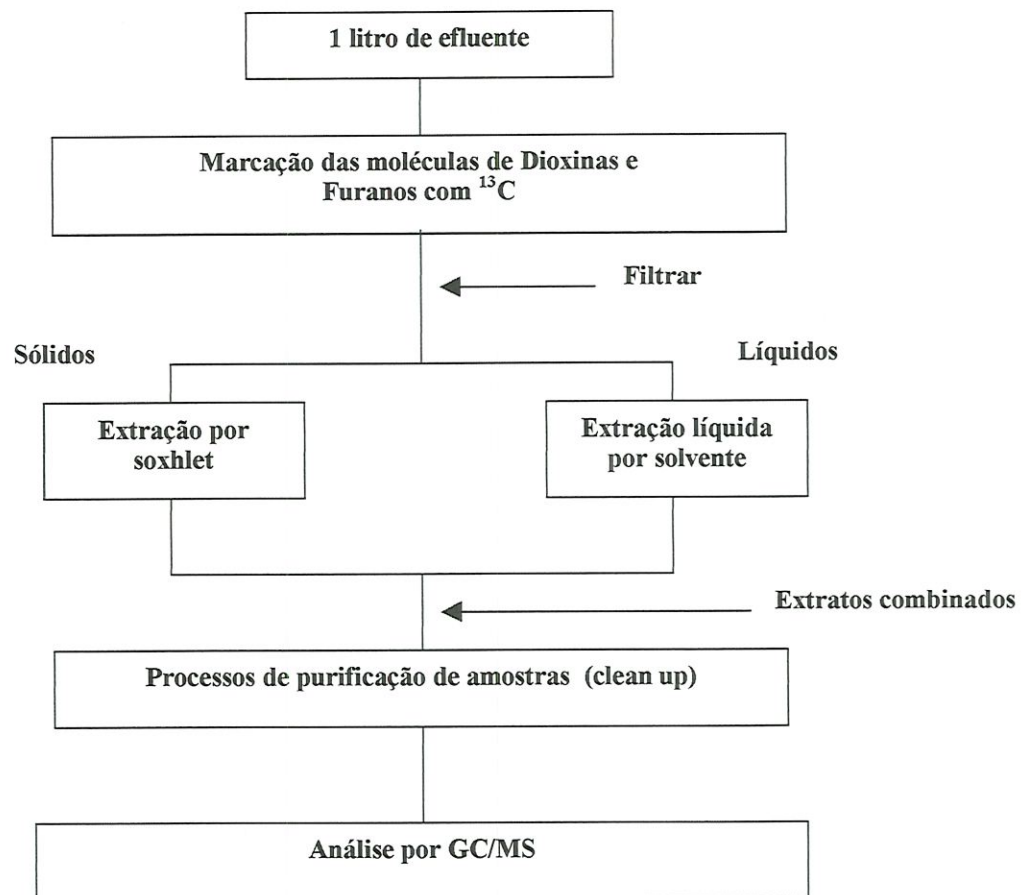 1 litro de efluente
Marcação das moléculas de Dioxinas e
Furanos com ¹³C
Filtrar
Sólidos
Líquidos
Extração por
soxhlet
Extração líquida
por solvente
Extratos combinados
Processos de purificação de amostras (clean up)
Análise por GC/MS